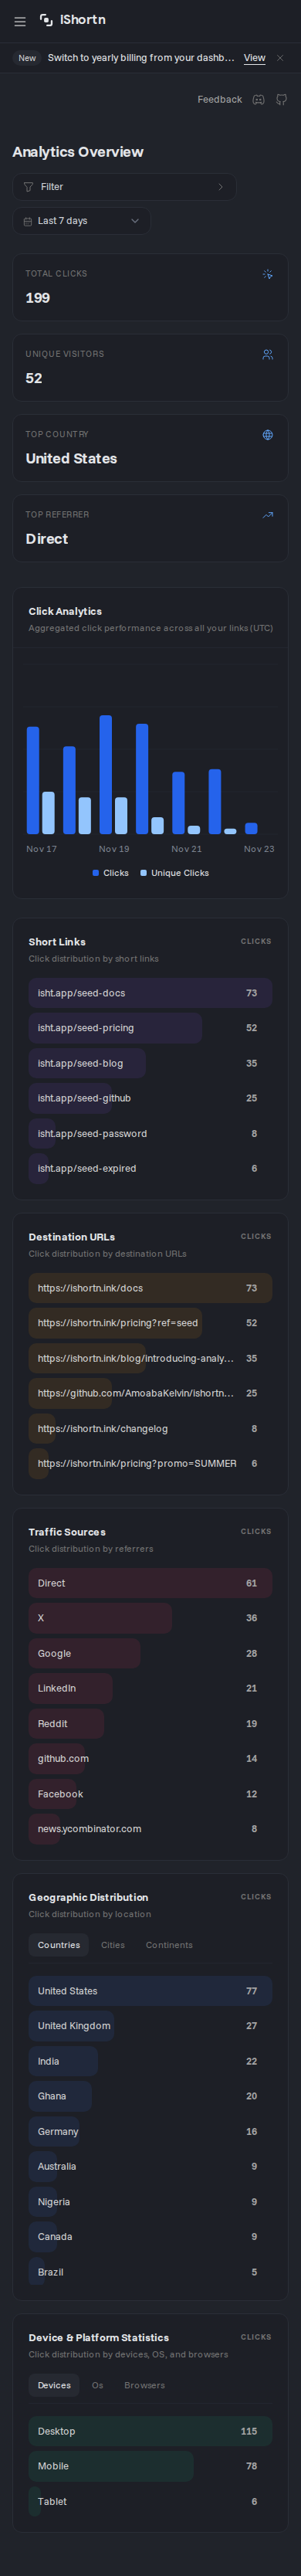 IShortn
New Switch to yearly billing from your dashb... View
Feedback
Analytics Overview
Filter
Last 7 days
TOTAL CLICKS
199
UNIQUE VISITORS
52
TOP COUNTRY
United States
TOP REFERRER
Direct
Click Analytics
Aggregated click performance across all your links (UTC)
Nov 17 Nov 19 Nov 21 Nov 23
Clicks Unique Clicks
Short Links CLICKS
Click distribution by short links
isht.app/seed-docs 73
isht.app/seed-pricing 52
isht.app/seed-blog 35
isht.app/seed-github 25
isht.app/seed-password 8
isht.app/seed-expired 6
Destination URLs CLICKS
Click distribution by destination URLs
https://ishortn.ink/docs 73
https://ishortn.ink/pricing?ref=seed 52
https://ishortn.ink/blog/introducing-analy... 35
https://github.com/AmoabaKelvin/ishortn... 25
https://ishortn.ink/changelog 8
https://ishortn.ink/pricing?promo=SUMMER 6
Traffic Sources CLICKS
Click distribution by referrers
Direct 61
X 36
Google 28
LinkedIn 21
Reddit 19
github.com 14
Facebook 12
news.ycombinator.com 8
Geographic Distribution CLICKS
Click distribution by location
Countries Cities Continents
United States 77
United Kingdom 27
India 22
Ghana 20
Germany 16
Australia 9
Nigeria 9
Canada 9
Brazil 5
Device & Platform Statistics CLICKS
Click distribution by devices, OS, and browsers
Devices Os Browsers
Desktop 115
Mobile 78
Tablet 6